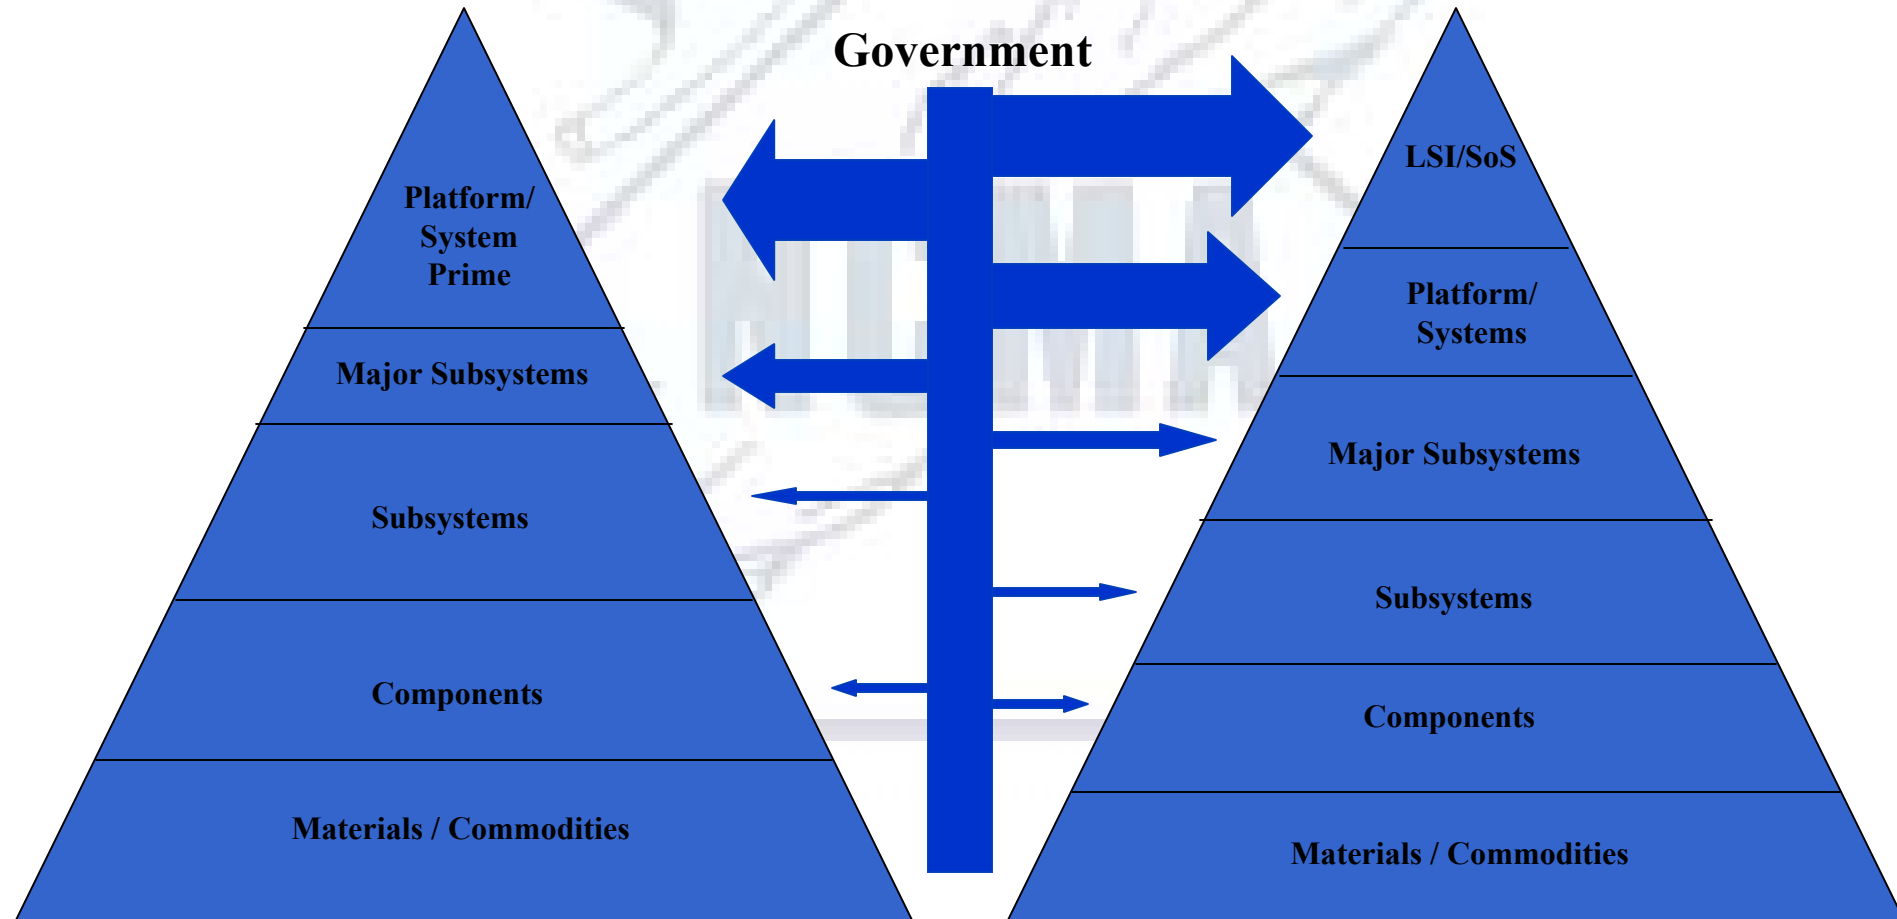 Government
Platform/
System
Prime
Major Subsystems
Subsystems
Components
Materials / Commodities
LSI/SoS
Platform/
Systems
Major Subsystems
Subsystems
Components
Materials / Commodities